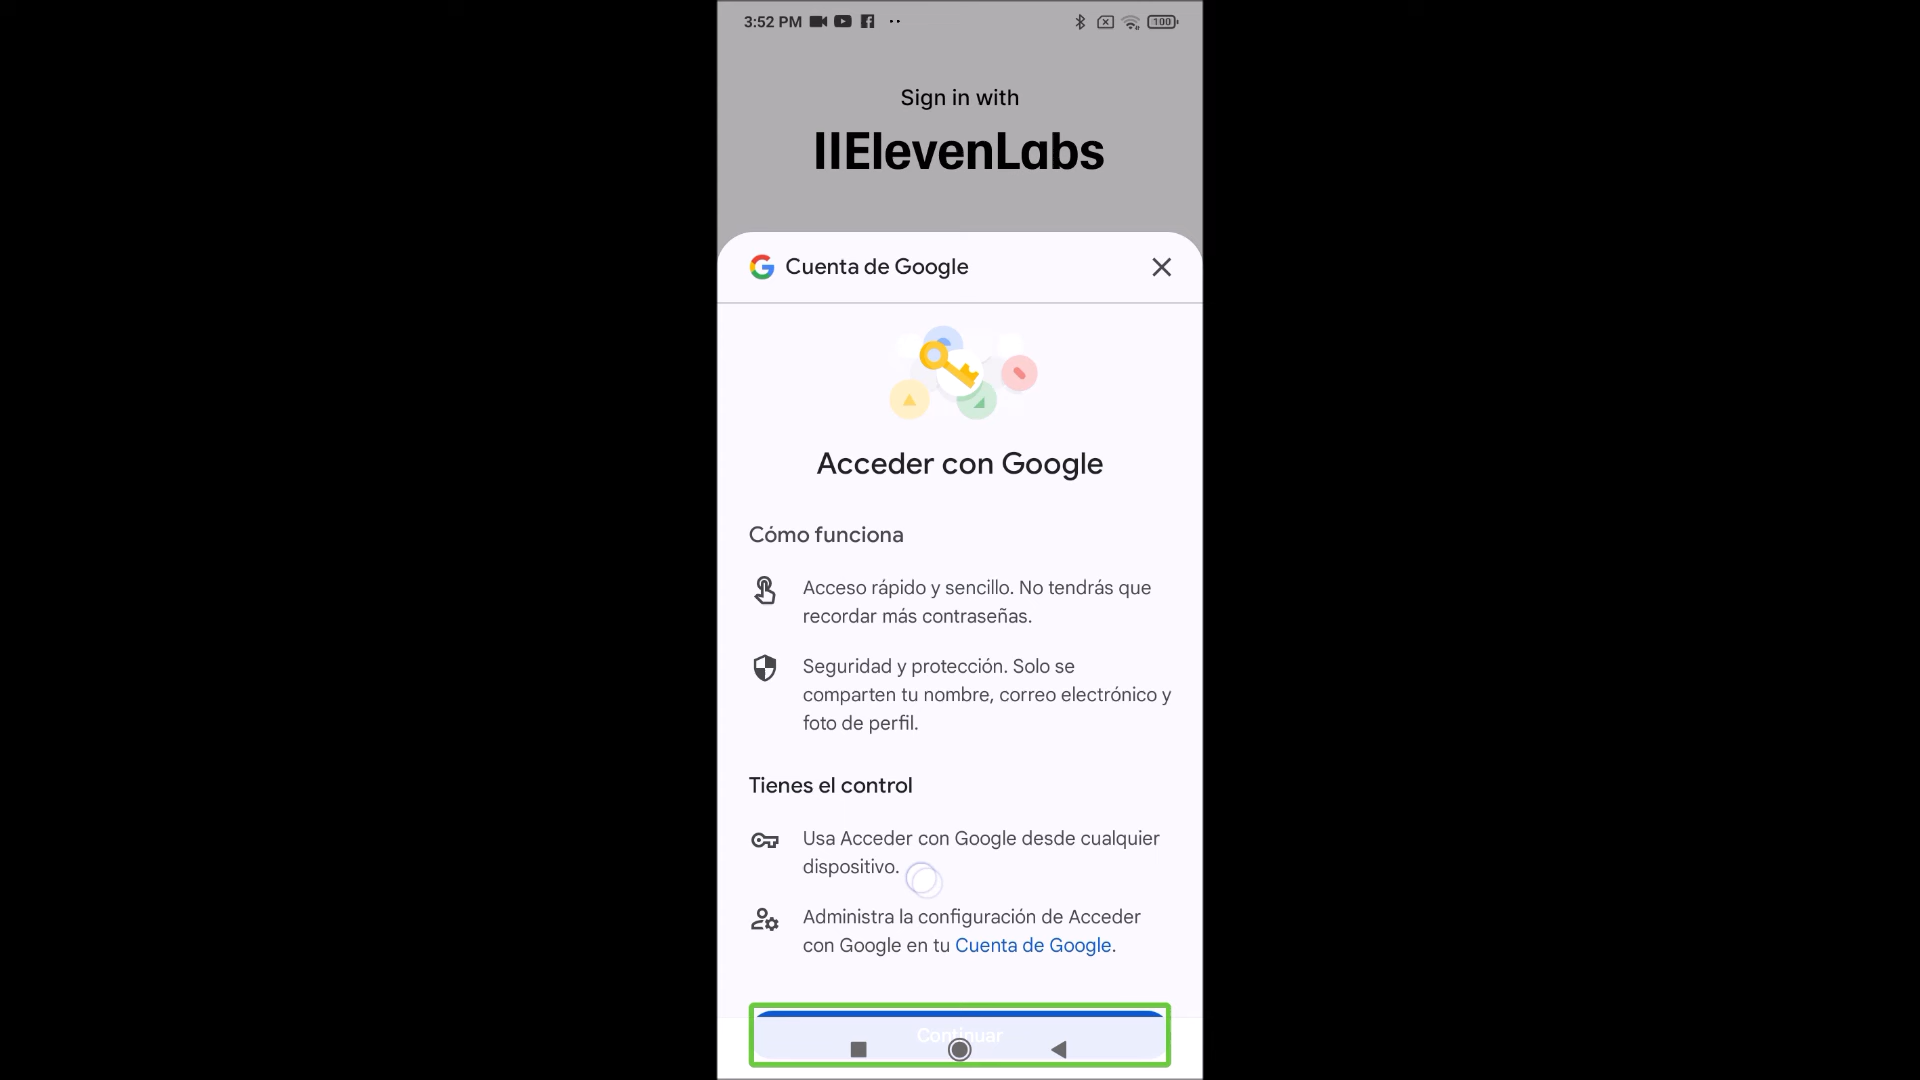 3:52 PM
100
Sign in with
IIElevenLabs
Cuenta de Google
Acceder con Google
Cómo funciona
Acceso rápido y sencillo. No tendrás que
recordar más contraseñas.
Seguridad y protección. Solo se
comparten tu nombre, correo electrónico y
foto de perfil.
Tienes el control
Usa Acceder con Google desde cualquier
dispositivo.
Administra la configuración de Acceder
con Google en tu Cuenta de Google.
Continuar